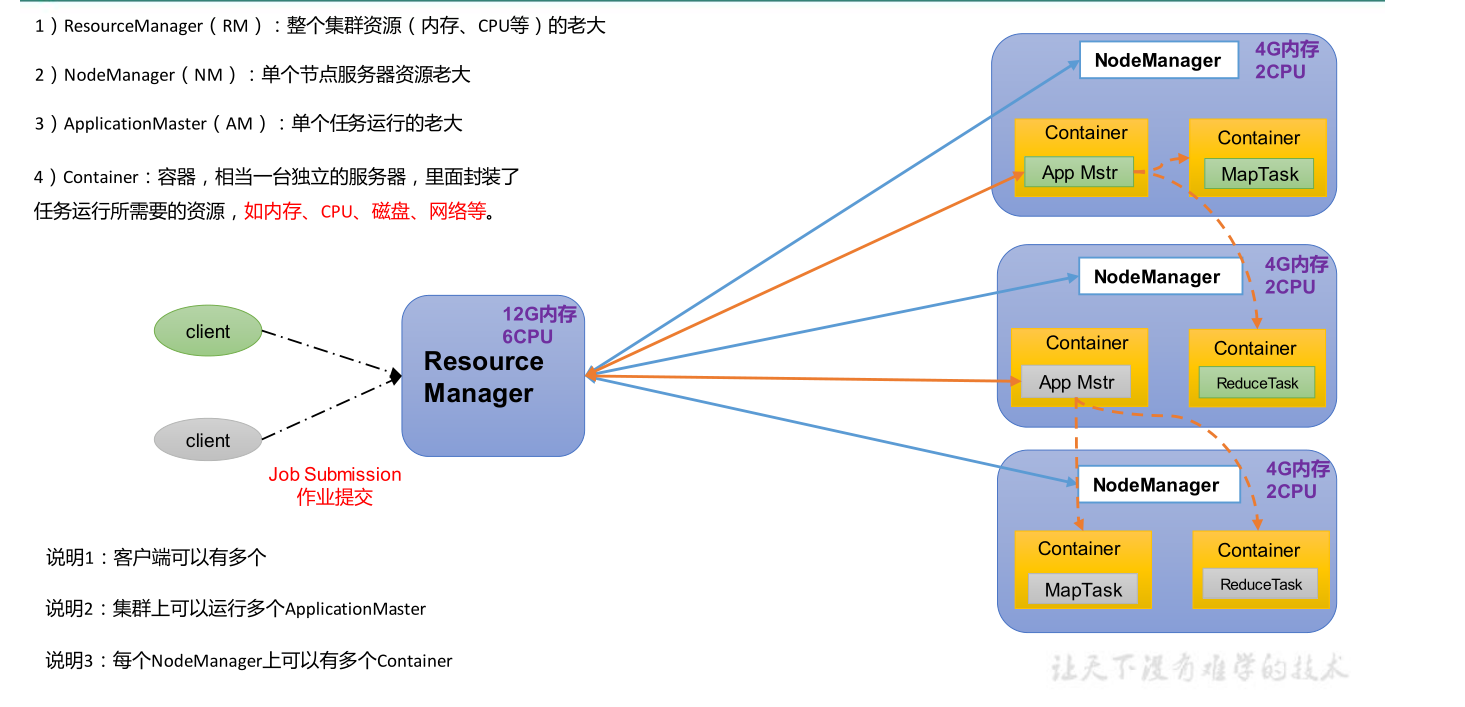 1）ResourceManager（RM）：整个集群资源（内存、CPU等）的老大
2）NodeManager（NM）：单个节点服务器资源老大
3）ApplicationMaster（AM）：单个任务运行的老大
4）Container：容器，相当一台独立的服务器，里面封装了
任务运行所需要的资源，如内存、CPU、磁盘、网络等。
client
client
Job Submission
作业提交
12G内存
6CPU
Resource
Manager
NodeManager
4G内存
2CPU
Container
App Mstr
Container
MapTask
NodeManager
4G内存
2CPU
Container
App Mstr
Container
ReduceTask
NodeManager
4G内存
2CPU
Container
MapTask
Container
ReduceTask
说明1：客户端可以有多个
说明2：集群上可以运行多个ApplicationMaster
说明3：每个NodeManager上可以有多个Container
让天下没有难学的技术